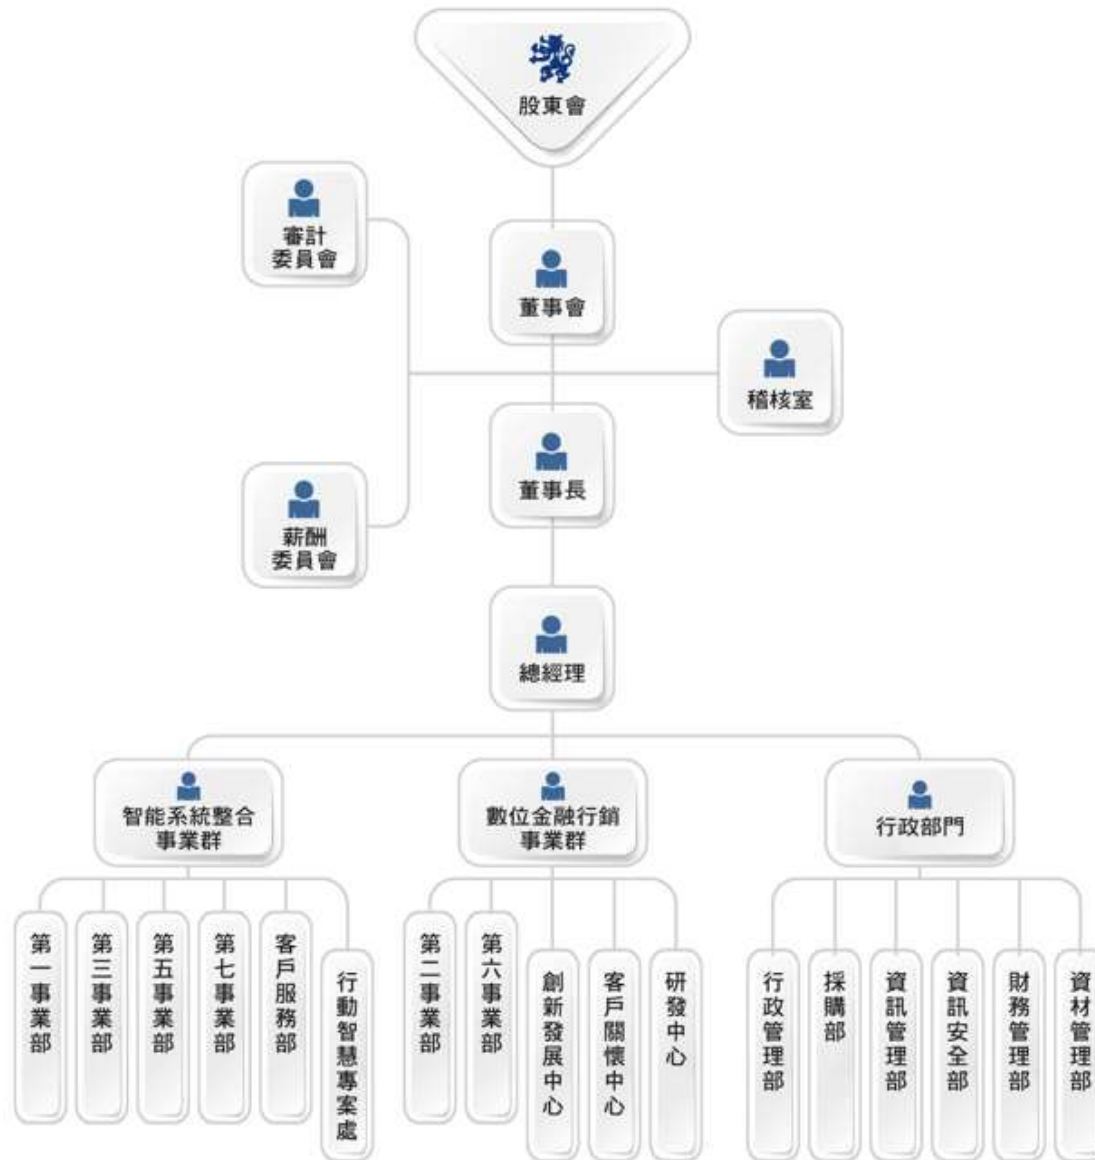 股東會
審計
委員會
董事會
稽核室
董事長
薪酬
委員會
總經理
智能系統整合
事業群
數位金融行銷
事業群
行政部門
第一事業部
第三事業部
第五事業部
第七事業部
客戶服務部
行動智慧專案處
第二事業部
第六事業部
創新發展中心
客戶關懷中心
研發中心
行政管理部
採購部
資訊管理部
資訊安全部
財務管理部
資材管理部